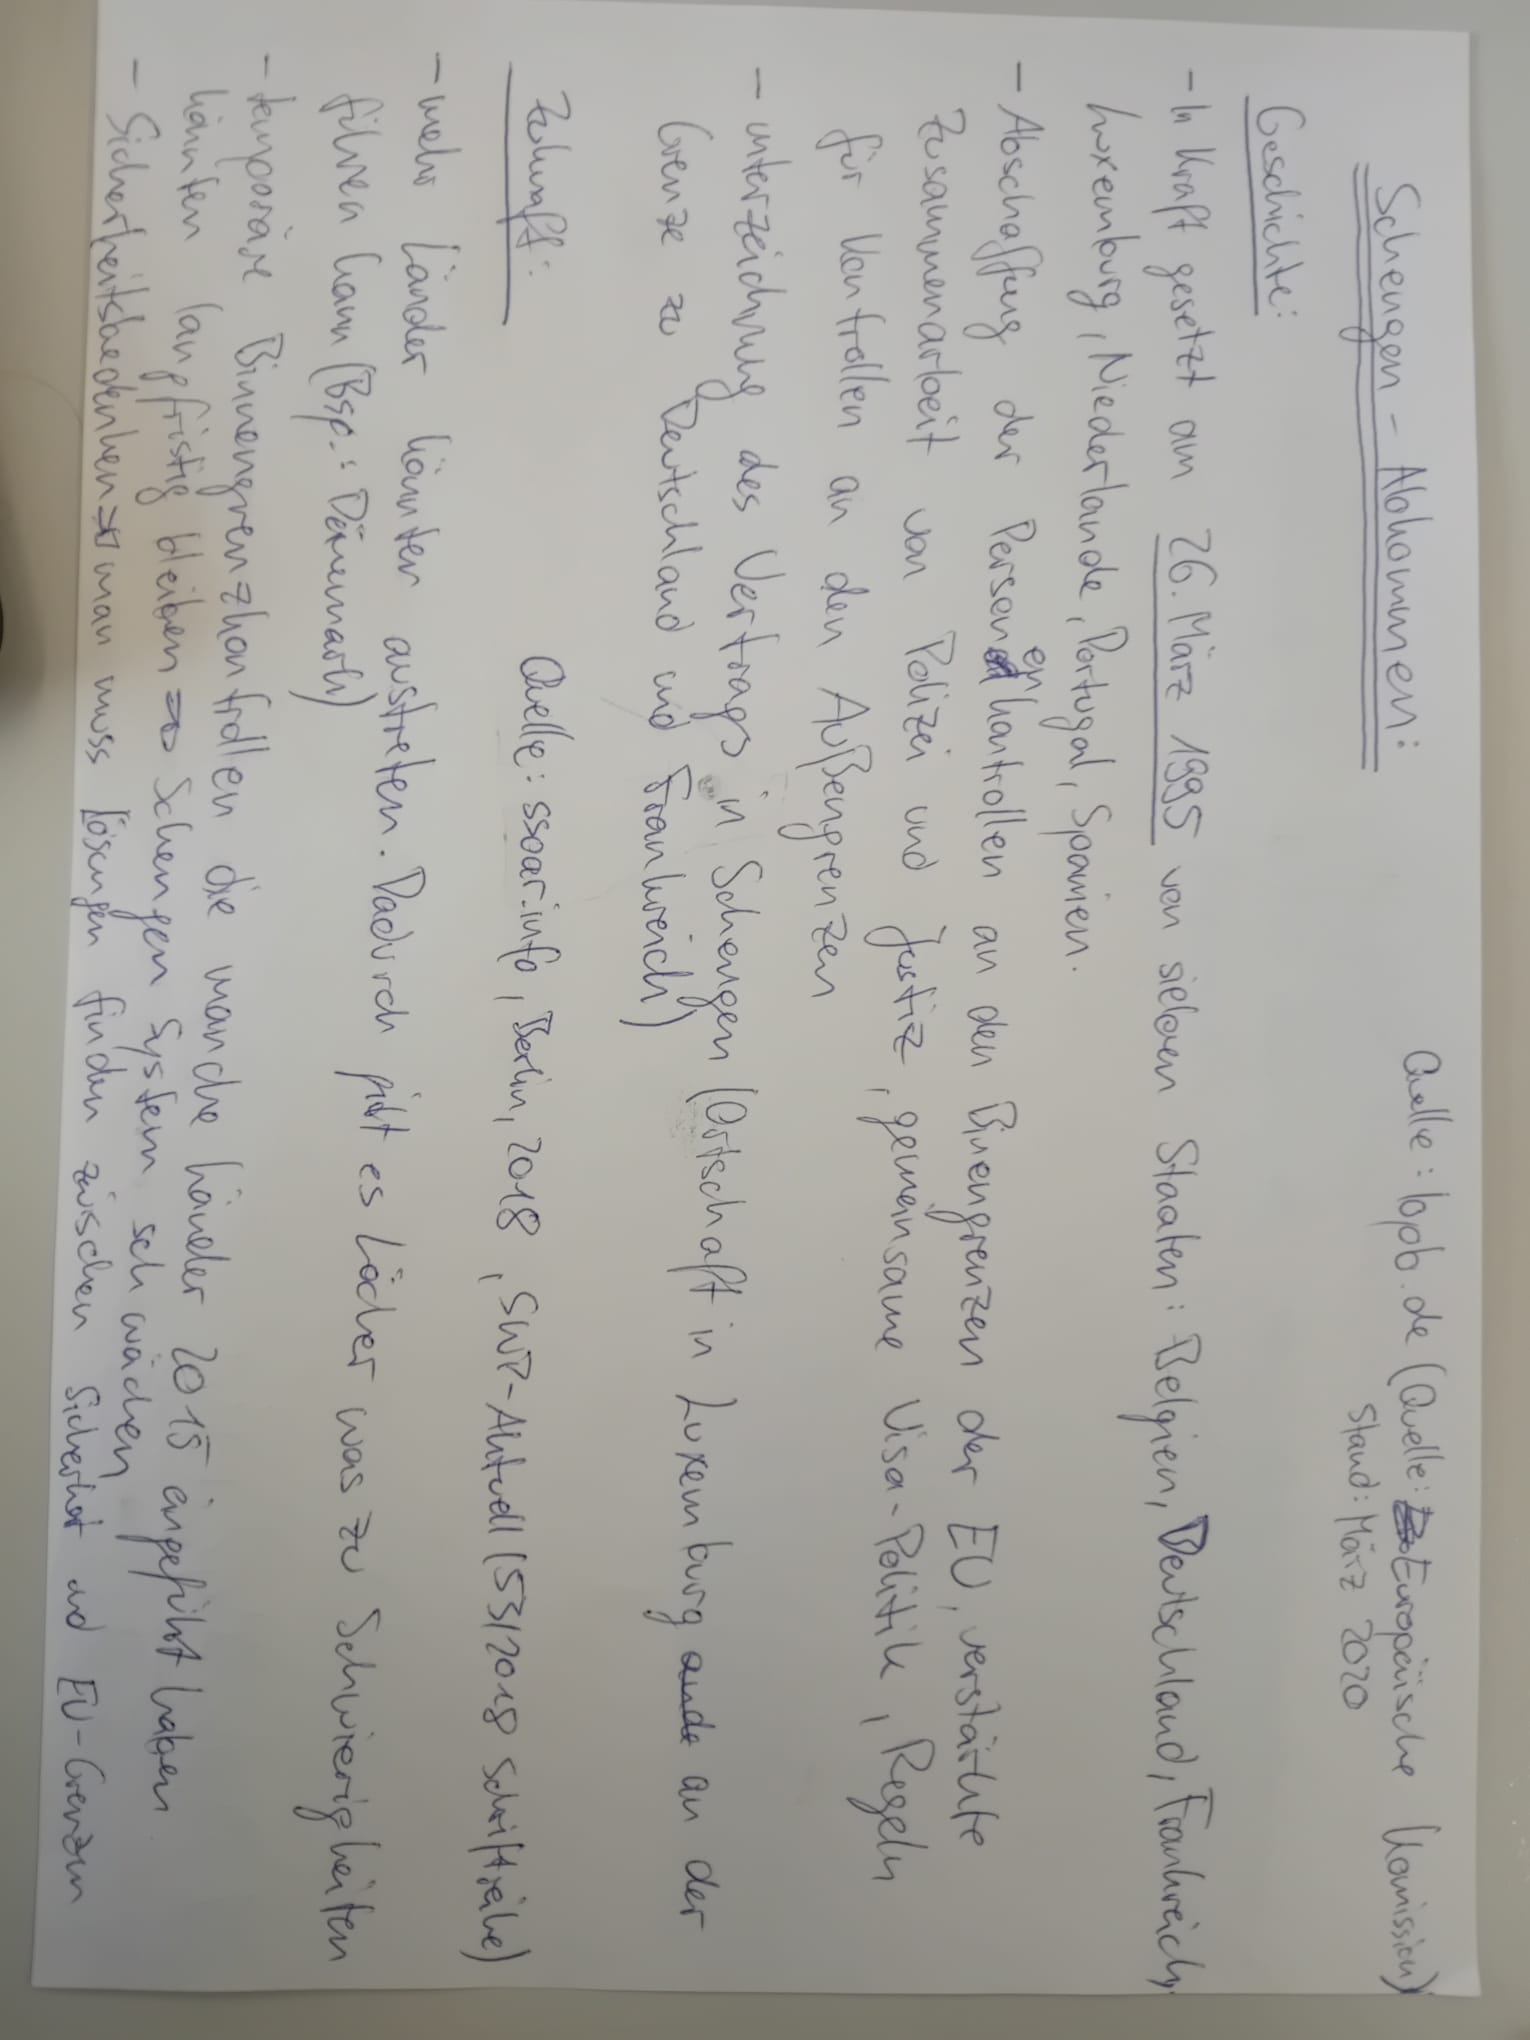 Schengen - Abkommen:
Quelle: lopb.de (Quelle: Europäische Komission)
Stand: März 2020
Geschichte:
- In Kraft gesetzt am 26. März 1995 von sieben Staaten: Belgien, Deutschland, Frankreich,
Luxemburg, Niederlande, Portugal, Spanien.
- Abschaffung der Personenkontrollen an den Binengrenzen der EU, verstärkte
Zusammenarbeit von Polizei und Justiz, gemeinsame Visa-Politik, Regeln
für Kontrollen an den Außengrenzen
- unterzeichnung des Vertrags in Schengen (Ortschaft in Luxemburg an der
Grenze zu Deutschland und Frankreich)
Zukunft:
Quelle: ssoar.info, Berlin, 2018, SWP-Aktuell (53/2018 Schriftreihe)
- mehr Länder könnten austreten. Dadurch gibt es Löcher was zu Schwierigkeiten
führen kann (Bsp.: Dänemark)
- temporäre Binnengrenzkontrollen die manche Länder 2015 eingeführt haben
könnten langfristig bleiben => Schengen System schwächen
- Sicherheitsbedenken => man muss lösungen finden zwischen Sicherheit und EU-Grenzen